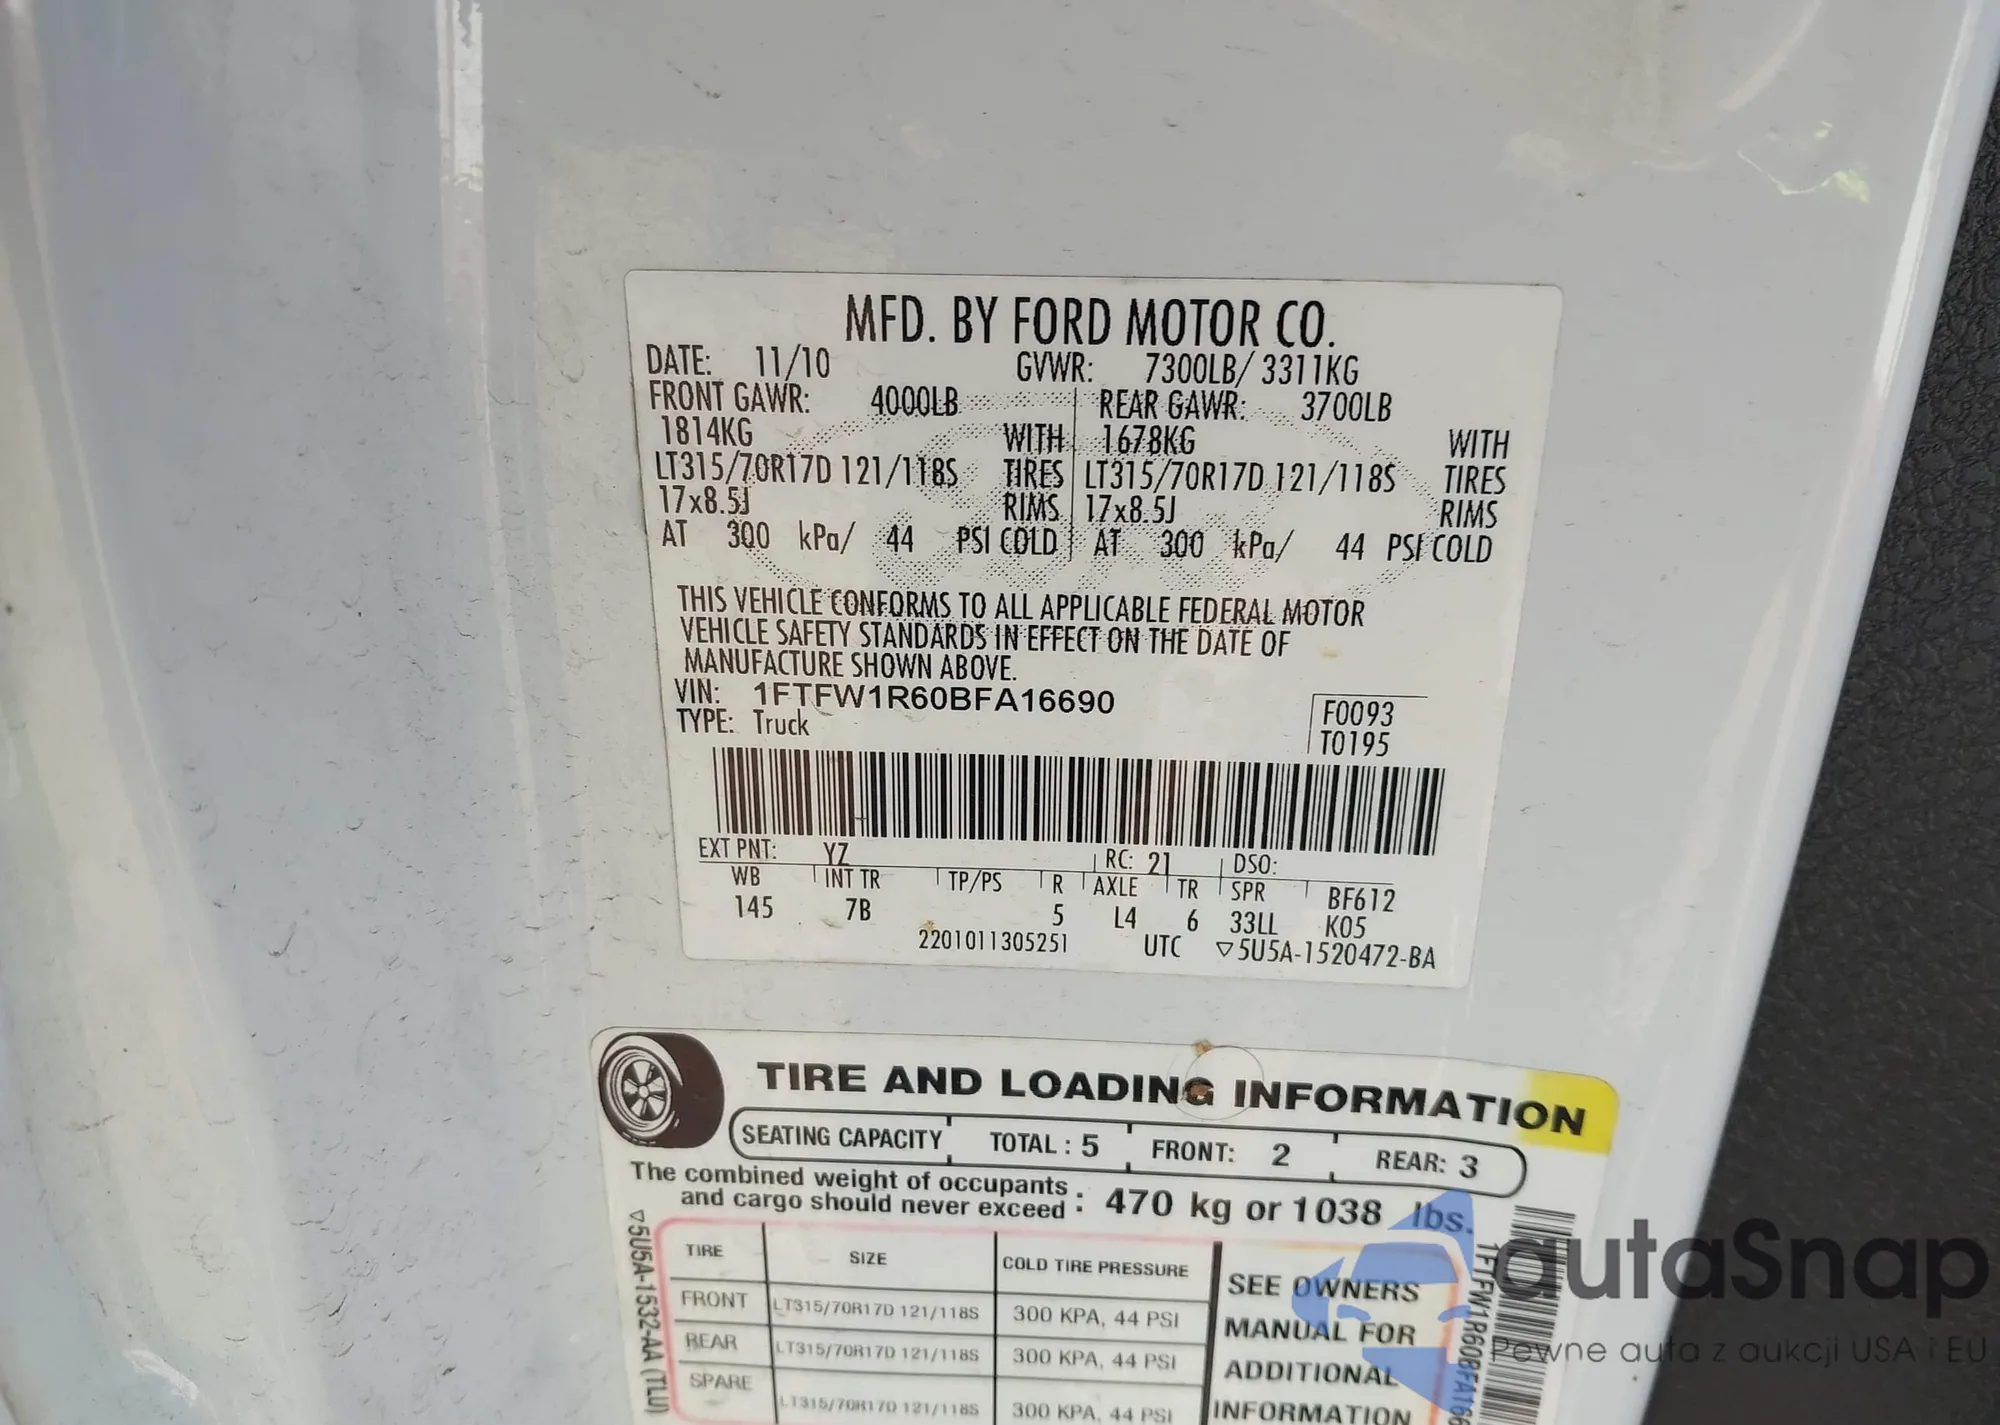 MFD. BY FORD MOTOR CO.
DATE: 11/10 GVWR: 7300LB/ 3311KG
FRONT GAWR: 4000LB REAR GAWR: 3700LB
1814KG WITH 1678KG WITH
LT315/70R17D 121/118S TIRES LT315/70R17D 121/118S TIRES
17x8.5J RIMS 17x8.5J RIMS
AT 300 kPa/ 44 PSI COLD AT 300 kPa/ 44 PSI COLD
THIS VEHICLE CONFORMS TO ALL APPLICABLE FEDERAL MOTOR
VEHICLE SAFETY STANDARDS IN EFFECT ON THE DATE OF
MANUFACTURE SHOWN ABOVE.
VIN: 1FTFW1R60BFA16690
TYPE: Truck
F0093
T0195
EXT PNT: YZ RC: 21 DSO:
WB INT TR TP/PS R AXLE TR SPR BF612
145 7B 5 L4 6 33LL K05
2201011305251 UTC ▽5U5A-1520472-BA
TIRE AND LOADING INFORMATION
SEATING CAPACITY TOTAL : 5 FRONT: 2 REAR: 3
The combined weight of occupants
and cargo should never exceed : 470 kg or 1038 lbs.
TIRE SIZE COLD TIRE PRESSURE
FRONT LT315/70R17D 121/118S 300 KPA, 44 PSI
REAR LT315/70R17D 121/118S 300 KPA, 44 PSI
SPARE LT315/70R17D 121/118S 300 KPA, 44 PSI
SEE OWNERS
MANUAL FOR
ADDITIONAL
INFORMATION
▽5U5A-1532-AA (TLU)
1FTFW1R60BFA166
autaSnap
Pewne auta z aukcji USA i EU